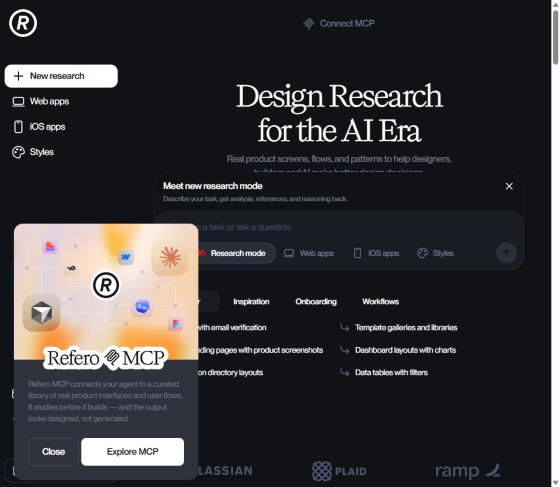 R
Connect MCP
New research
Web apps
iOS apps
Styles
Design Research
for the AI Era
Real product screens, flows, and patterns to help designers,
Meet new research mode
Describe your task, get analysis, references, and reasoning back.
a task or ask a question
Research mode
Web apps
iOS apps
Styles
Inspiration
Onboarding
Workflows
with email verification
Template galleries and libraries
pages with product screenshots
Dashboard layouts with charts
directory layouts
Data tables with filters
R
Refero MCP
Refero MCP connects your agent to a curated
library of real product interfaces and user flows.
It studies before it builds — and the output
looks designed, not generated.
Close
Explore MCP
LASSIAN
PLAID
ramp